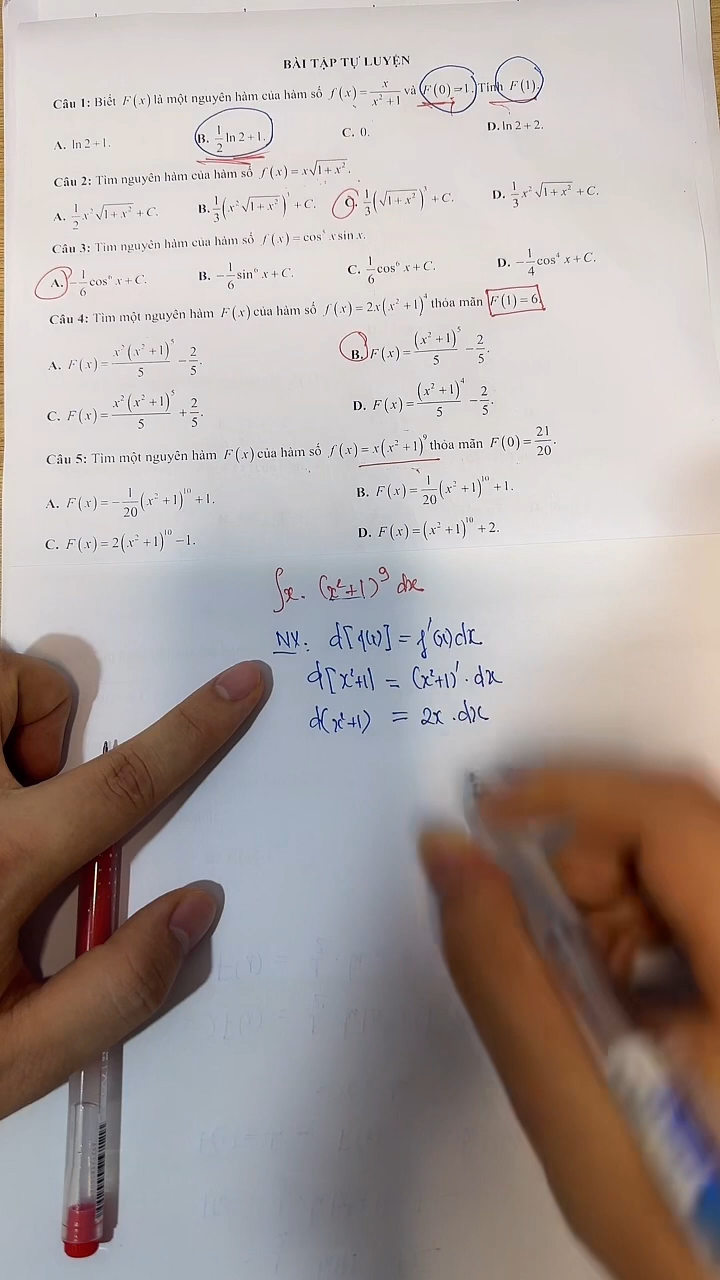 BÀI TẬP TỰ LUYỆN
Câu 1: Biết F(x) là một nguyên hàm của hàm số f(x) = x/(x²+1) và F(0)=1. Tính F(1).
A. ln 2+1. B. 1/2 ln 2+1. C. 0. D. ln 2+2.
Câu 2: Tìm nguyên hàm của hàm số f(x) = x√(1+x²).
A. 1/2 x²√(1+x²) + C. B. 1/3 (x²√(1+x²))³ + C. C. 1/3 (√(1+x²))³ + C. D. 1/3 x²√(1+x²) + C.
Câu 3: Tìm nguyên hàm của hàm số f(x) = cos⁵ x sin x.
A. -1/6 cos⁶ x + C. B. -1/6 sin⁶ x + C. C. 1/6 cos⁶ x + C. D. -1/4 cos⁴ x + C.
Câu 4: Tìm một nguyên hàm F(x) của hàm số f(x) = 2x(x²+1)⁴ thỏa mãn F(1) = 6.
A. F(x) = x²(x²+1)⁵/5 - 2/5. B. F(x) = (x²+1)⁵/5 - 2/5.
C. F(x) = x²(x²+1)⁵/5 + 2/5. D. F(x) = (x²+1)⁴/5 - 2/5.
Câu 5: Tìm một nguyên hàm F(x) của hàm số f(x) = x(x²+1)⁹ thỏa mãn F(0) = 21/20.
A. F(x) = -1/20 (x²+1)¹⁰ + 1. B. F(x) = 1/20 (x²+1)¹⁰ + 1.
C. F(x) = 2(x²+1)¹⁰ - 1. D. F(x) = (x²+1)¹⁰ + 2.
∫x. (x²+1)⁹ dx
NX: d[f(x)] = f'(x)dx
d[x²+1] = (x²+1)'. dx
d(x²+1) = 2x .dx